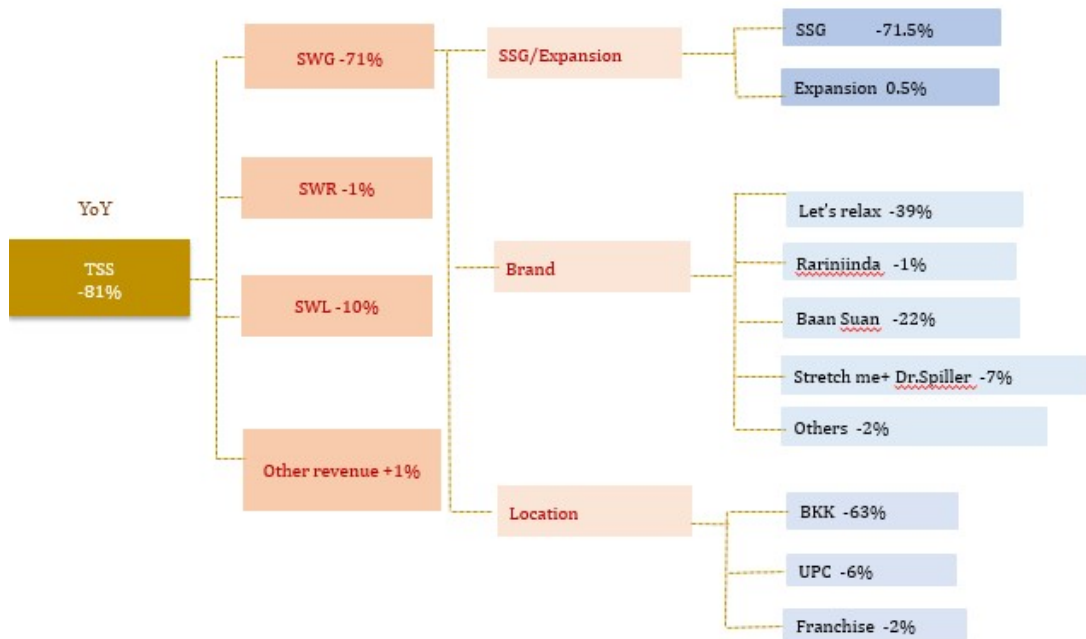 YoY
TSS
-81%
SWG -71%
SWR -1%
SWL -10%
Other revenue +1%
SSG/Expansion
SSG -71.5%
Expansion 0.5%
Brand
Let's relax -39%
Rarinjinda -1%
Baan Suan -22%
Stretch me+ Dr.Spiller -7%
Others -2%
Location
BKK -63%
UPC -6%
Franchise -2%